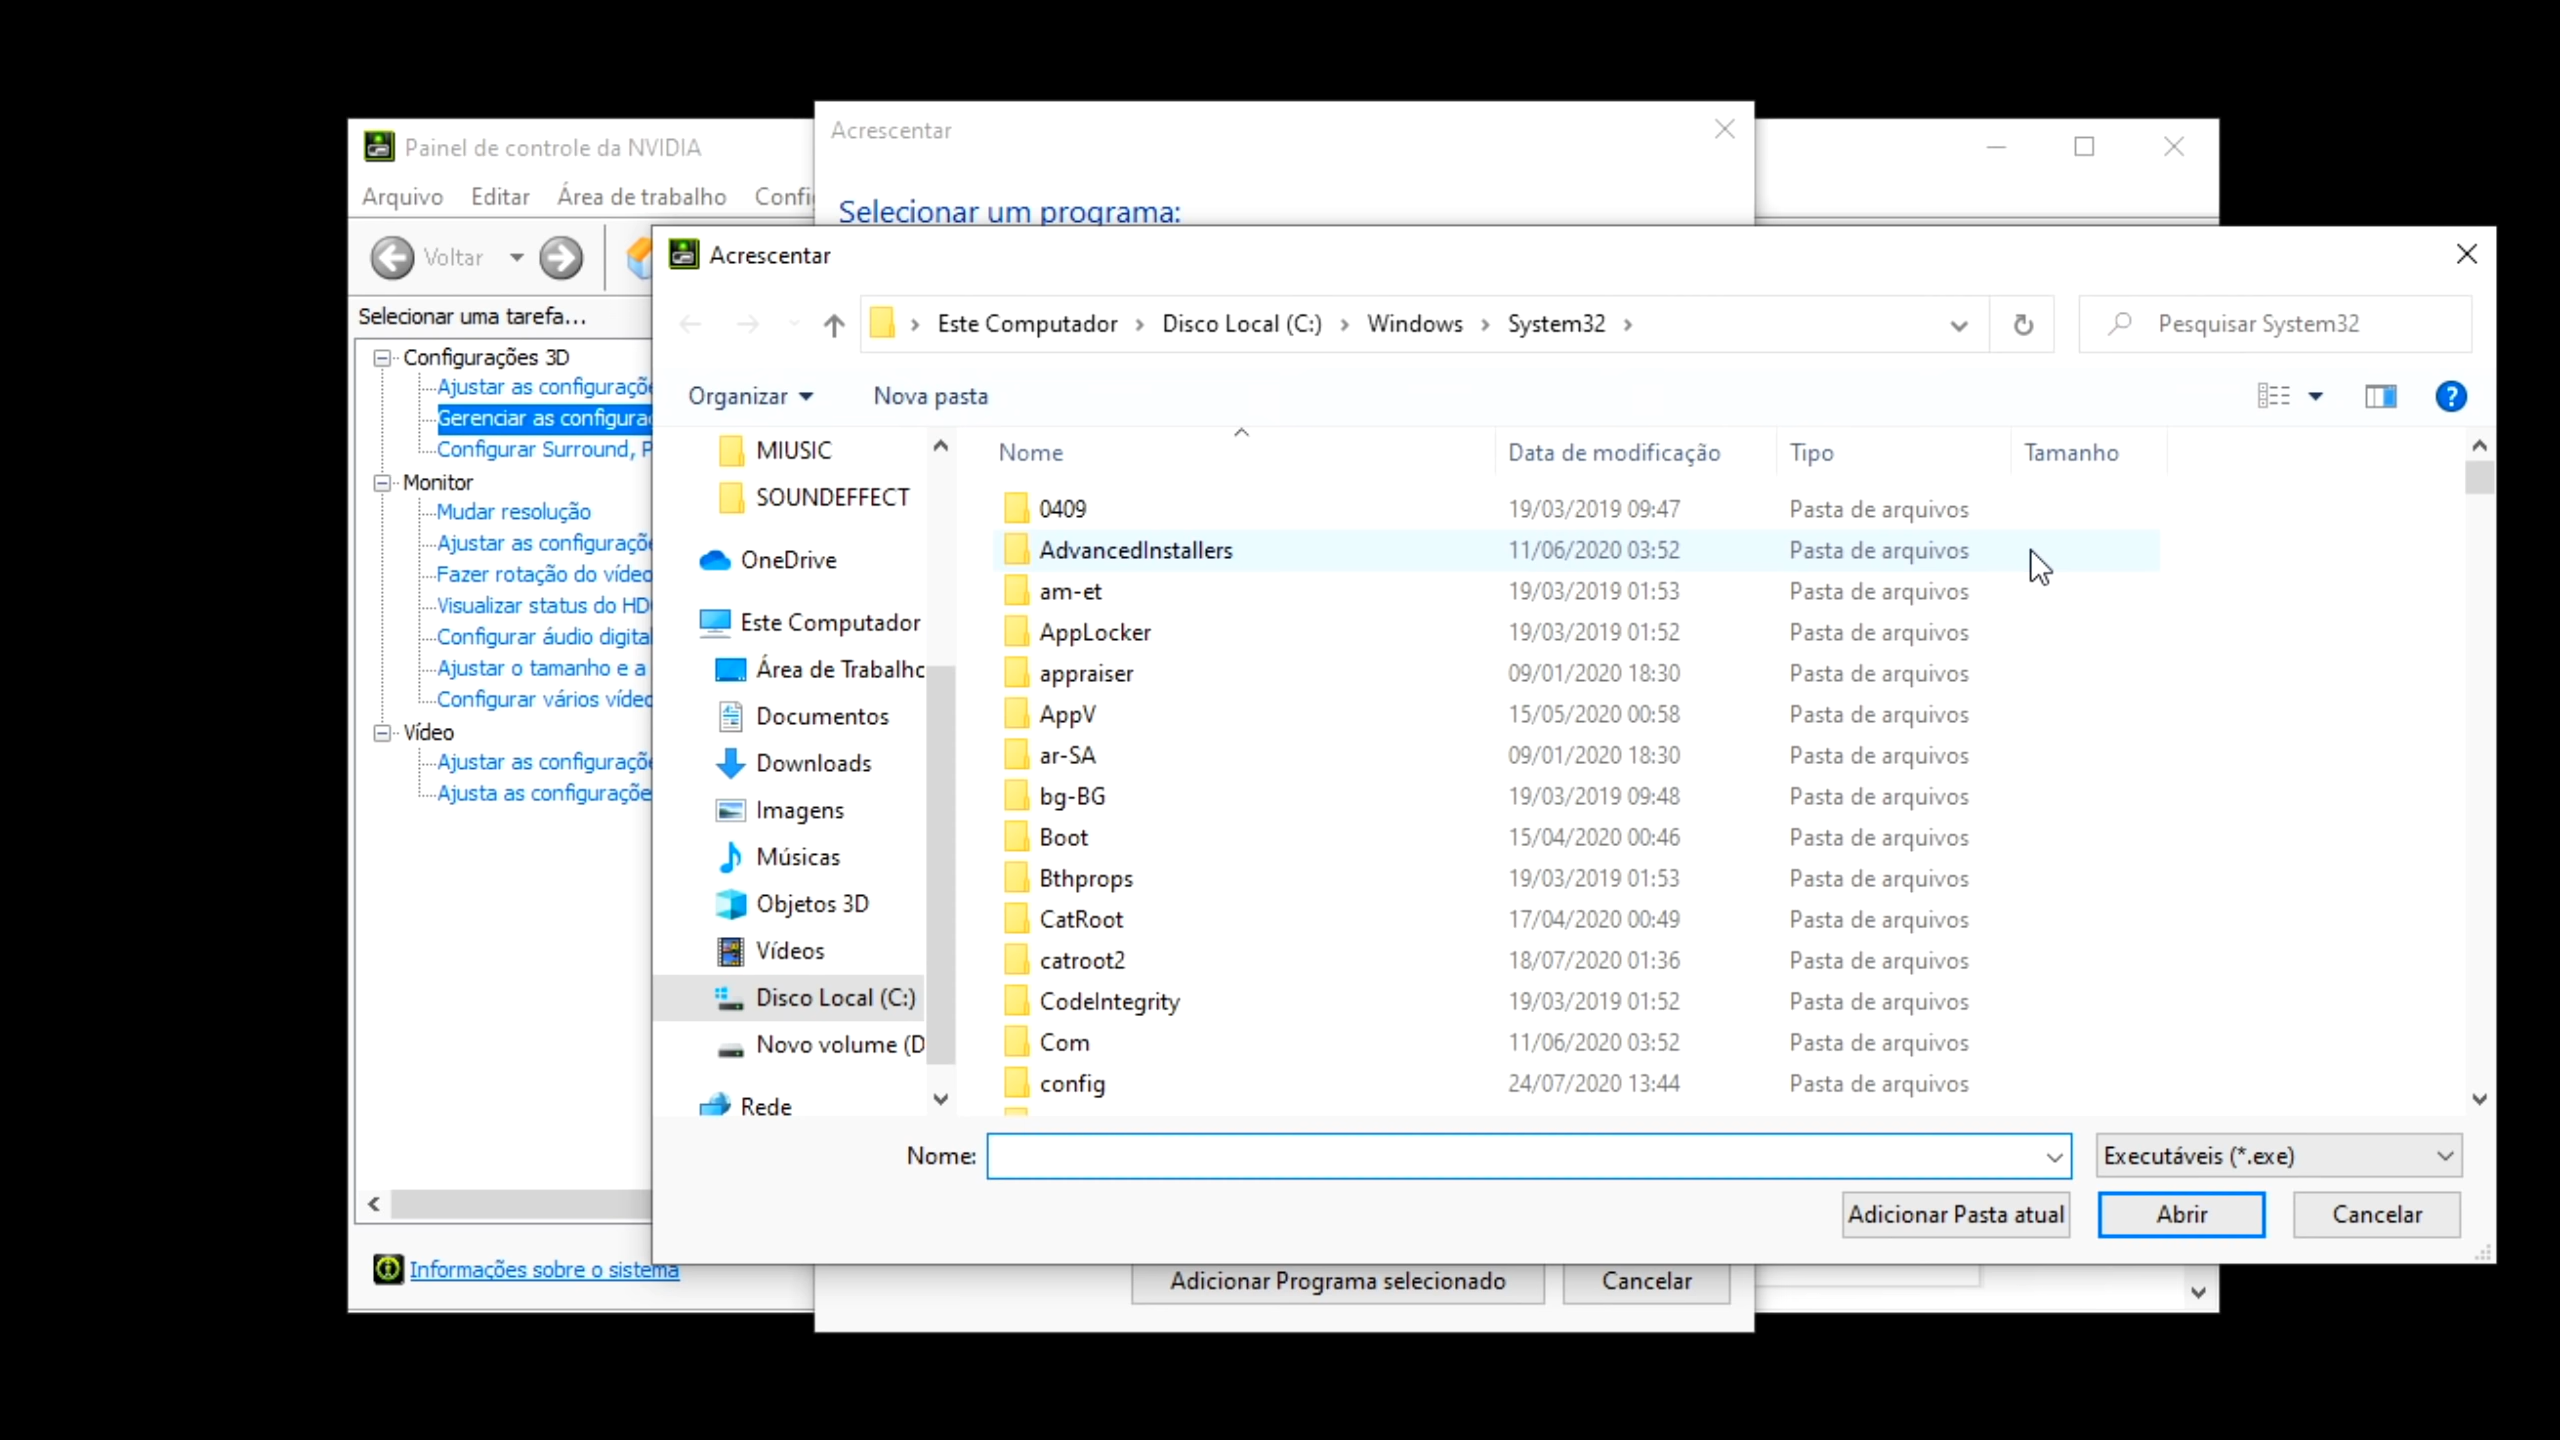 Acrescentar
Painel de controle da NVIDIA
Arquivo Editar Área de trabalho Confi
Selecionar um programa:
Voltar
Selecionar uma tarefa...
Configurações 3D
Ajustar as configuraçõe
Gerenciar as configuraç
Configurar Surround, P
Monitor
Mudar resolução
Ajustar as configuraçõe
Fazer rotação do vídeo
Visualizar status do HD
Configurar áudio digital
Ajustar o tamanho e a
Configurar vários vídeo
Vídeo
Ajustar as configuraçõe
Ajusta as configurações
Informações sobre o sistema
Acrescentar
Este Computador Disco Local (C:) Windows System32
Pesquisar System32
Organizar Nova pasta
MIUSIC
SOUNDEFFECT
OneDrive
Este Computador
Área de Trabalho
Documentos
Downloads
Imagens
Músicas
Objetos 3D
Vídeos
Disco Local (C:)
Novo volume (D
Rede
Nome Data de modificação Tipo Tamanho
0409 19/03/2019 09:47 Pasta de arquivos
AdvancedInstallers 11/06/2020 03:52 Pasta de arquivos
am-et 19/03/2019 01:53 Pasta de arquivos
AppLocker 19/03/2019 01:52 Pasta de arquivos
appraiser 09/01/2020 18:30 Pasta de arquivos
AppV 15/05/2020 00:58 Pasta de arquivos
ar-SA 09/01/2020 18:30 Pasta de arquivos
bg-BG 19/03/2019 09:48 Pasta de arquivos
Boot 15/04/2020 00:46 Pasta de arquivos
Bthprops 19/03/2019 01:53 Pasta de arquivos
CatRoot 17/04/2020 00:49 Pasta de arquivos
catroot2 18/07/2020 01:36 Pasta de arquivos
CodeIntegrity 19/03/2019 01:52 Pasta de arquivos
Com 11/06/2020 03:52 Pasta de arquivos
config 24/07/2020 13:44 Pasta de arquivos
Nome: Executáveis (*.exe)
Adicionar Pasta atual Abrir Cancelar
Adicionar Programa selecionado Cancelar